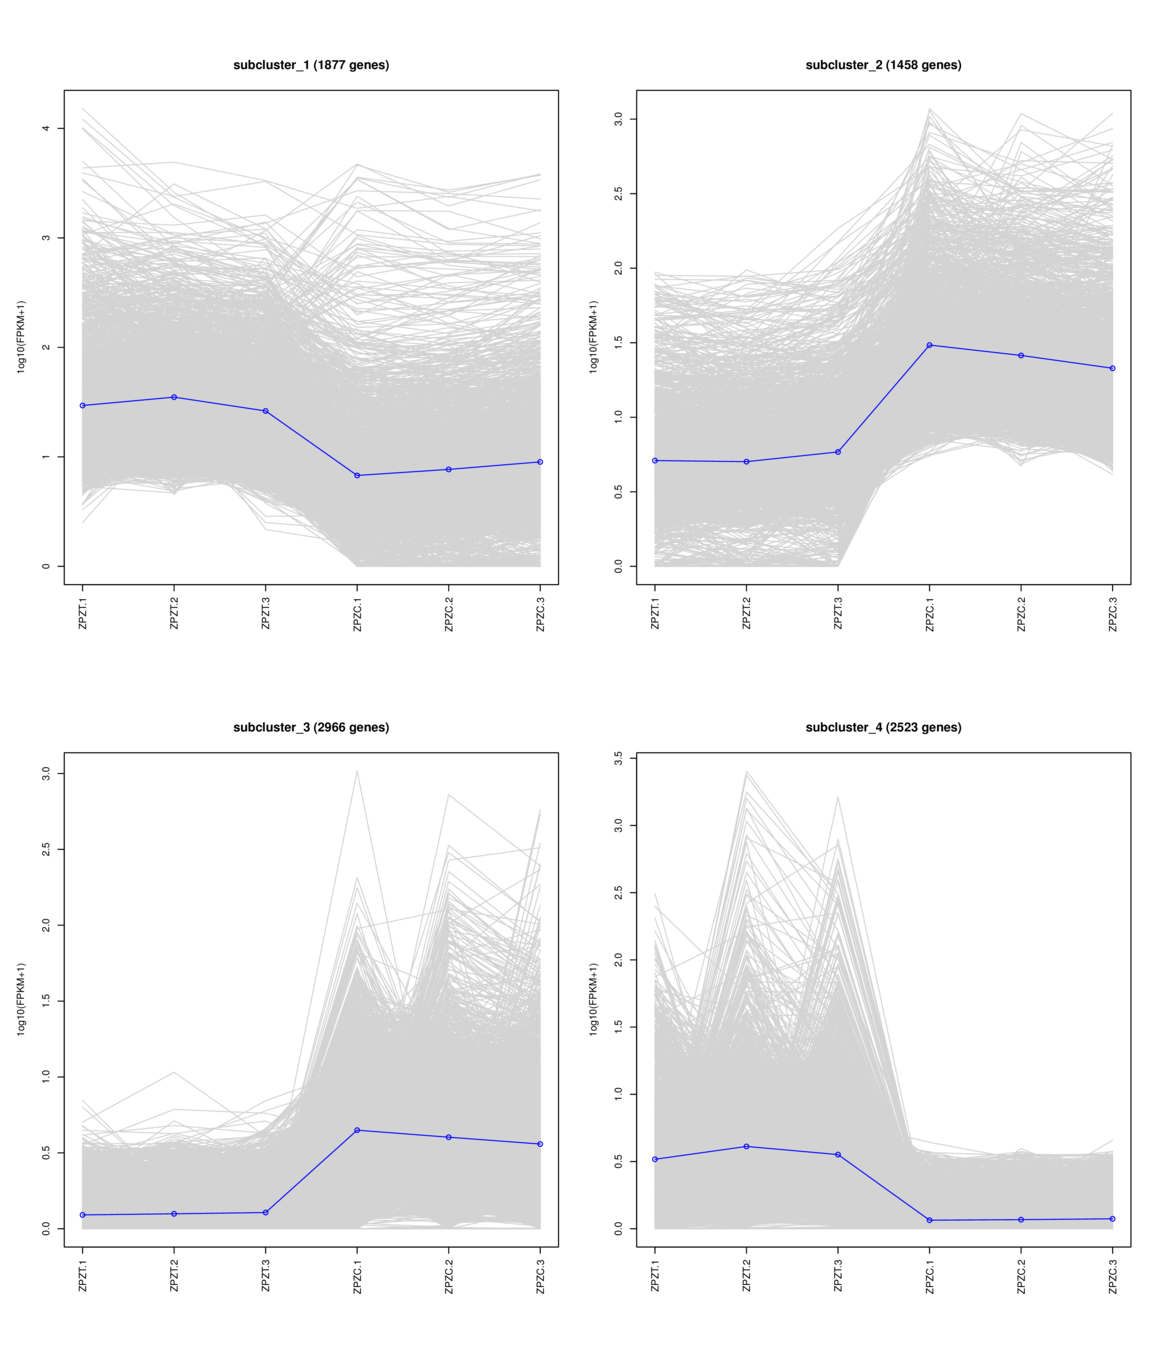 subcluster_1 (1877 genes)
1og10(FPKM+1)
4
3
2
1
0
ZPZT.1
ZPZT.2
ZPZT.3
ZPZC.1
ZPZC.2
ZPZC.3
subcluster_2 (1458 genes)
1og10(FPKM+1)
3.0
2.5
2.0
1.5
1.0
0.5
0.0
ZPZT.1
ZPZT.2
ZPZT.3
ZPZC.1
ZPZC.2
ZPZC.3
subcluster_3 (2966 genes)
1og10(FPKM+1)
3.0
2.5
2.0
1.5
1.0
0.5
0.0
ZPZT.1
ZPZT.2
ZPZT.3
ZPZC.1
ZPZC.2
ZPZC.3
subcluster_4 (2523 genes)
1og10(FPKM+1)
3.5
3.0
2.5
2.0
1.5
1.0
0.5
0.0
ZPZT.1
ZPZT.2
ZPZT.3
ZPZC.1
ZPZC.2
ZPZC.3